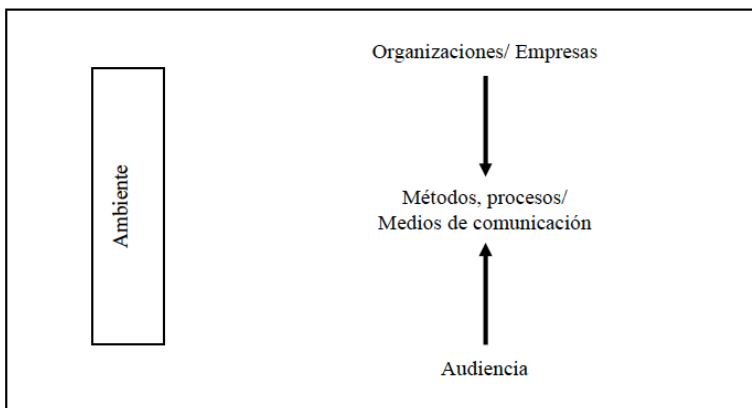 Organizaciones/ Empresas
Ambiente
Métodos, procesos/
Medios de comunicación
Audiencia